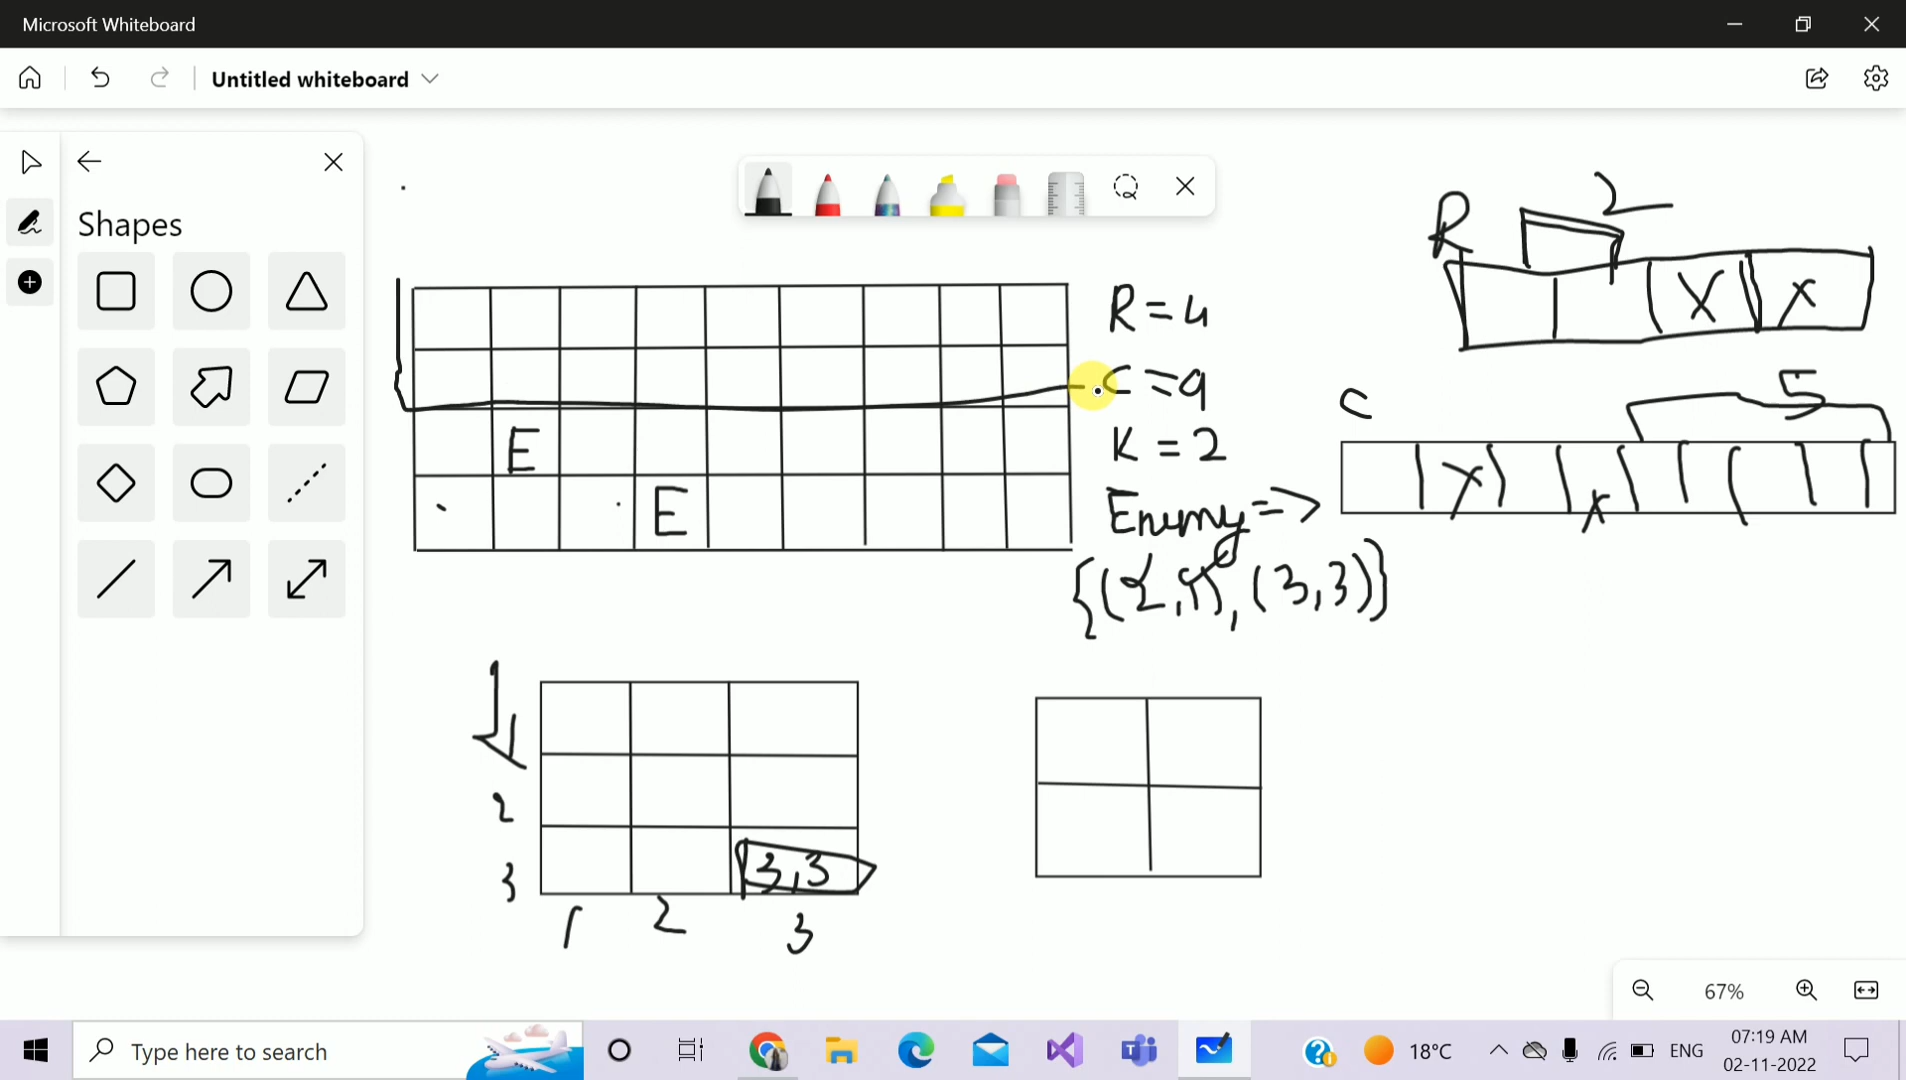 Microsoft Whiteboard
Untitled whiteboard
Shapes
R = 4
C = 9
K = 2
Enemy =>
{(2,1), (3,3)}
E
E
R
2
X X
C
5
X X
2
3
3,3
1 2 3
67%
Type here to search
18°C
ENG
07:19 AM
02-11-2022